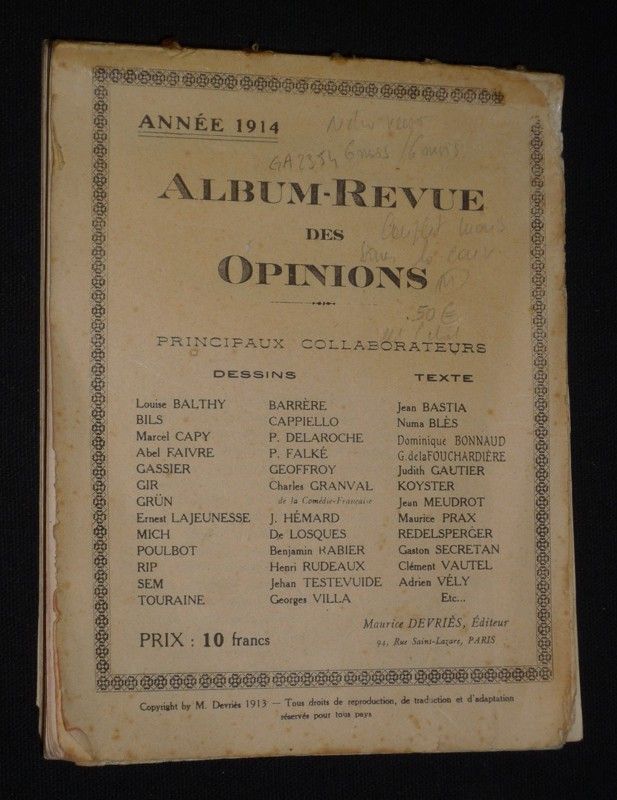 ANNÉE 1914
GA2354
ALBUM-REVUE
DES
OPINIONS
50 €
PRINCIPAUX COLLABORATEURS
DESSINS
TEXTE
Louise BALTHY
BILS
Marcel CAPY
Abel FAIVRE
GASSIER
GIR
GRÜN
Ernest LAJEUNESSE
MICH
POULBOT
RIP
SEM
TOURAINE
BARRÈRE
CAPPIELLO
P. DELAROCHE
P. FALKÉ
GEOFFROY
Charles GRANVAL
de la Comédie-Française
J. HÉMARD
De LOSQUES
Benjamin RABIER
Henri RUDEAUX
Jehan TESTEVUIDE
Georges VILLA
Jean BASTIA
Numa BLÈS
Dominique BONNAUD
G. de la FOUCHARDIÈRE
Judith GAUTIER
KOYSTER
Jean MEUDROT
Maurice PRAX
REDELSPERGER
Gaston SECRETAN
Clément VAUTEL
Adrien VÉLY
Etc...
PRIX : 10 francs
Maurice DEVRIÈS, Éditeur
94, Rue Saint-Lazare, PARIS
Copyright by M. Devriès 1913 — Tous droits de reproduction, de traduction et d'adaptation
réservés pour tous pays